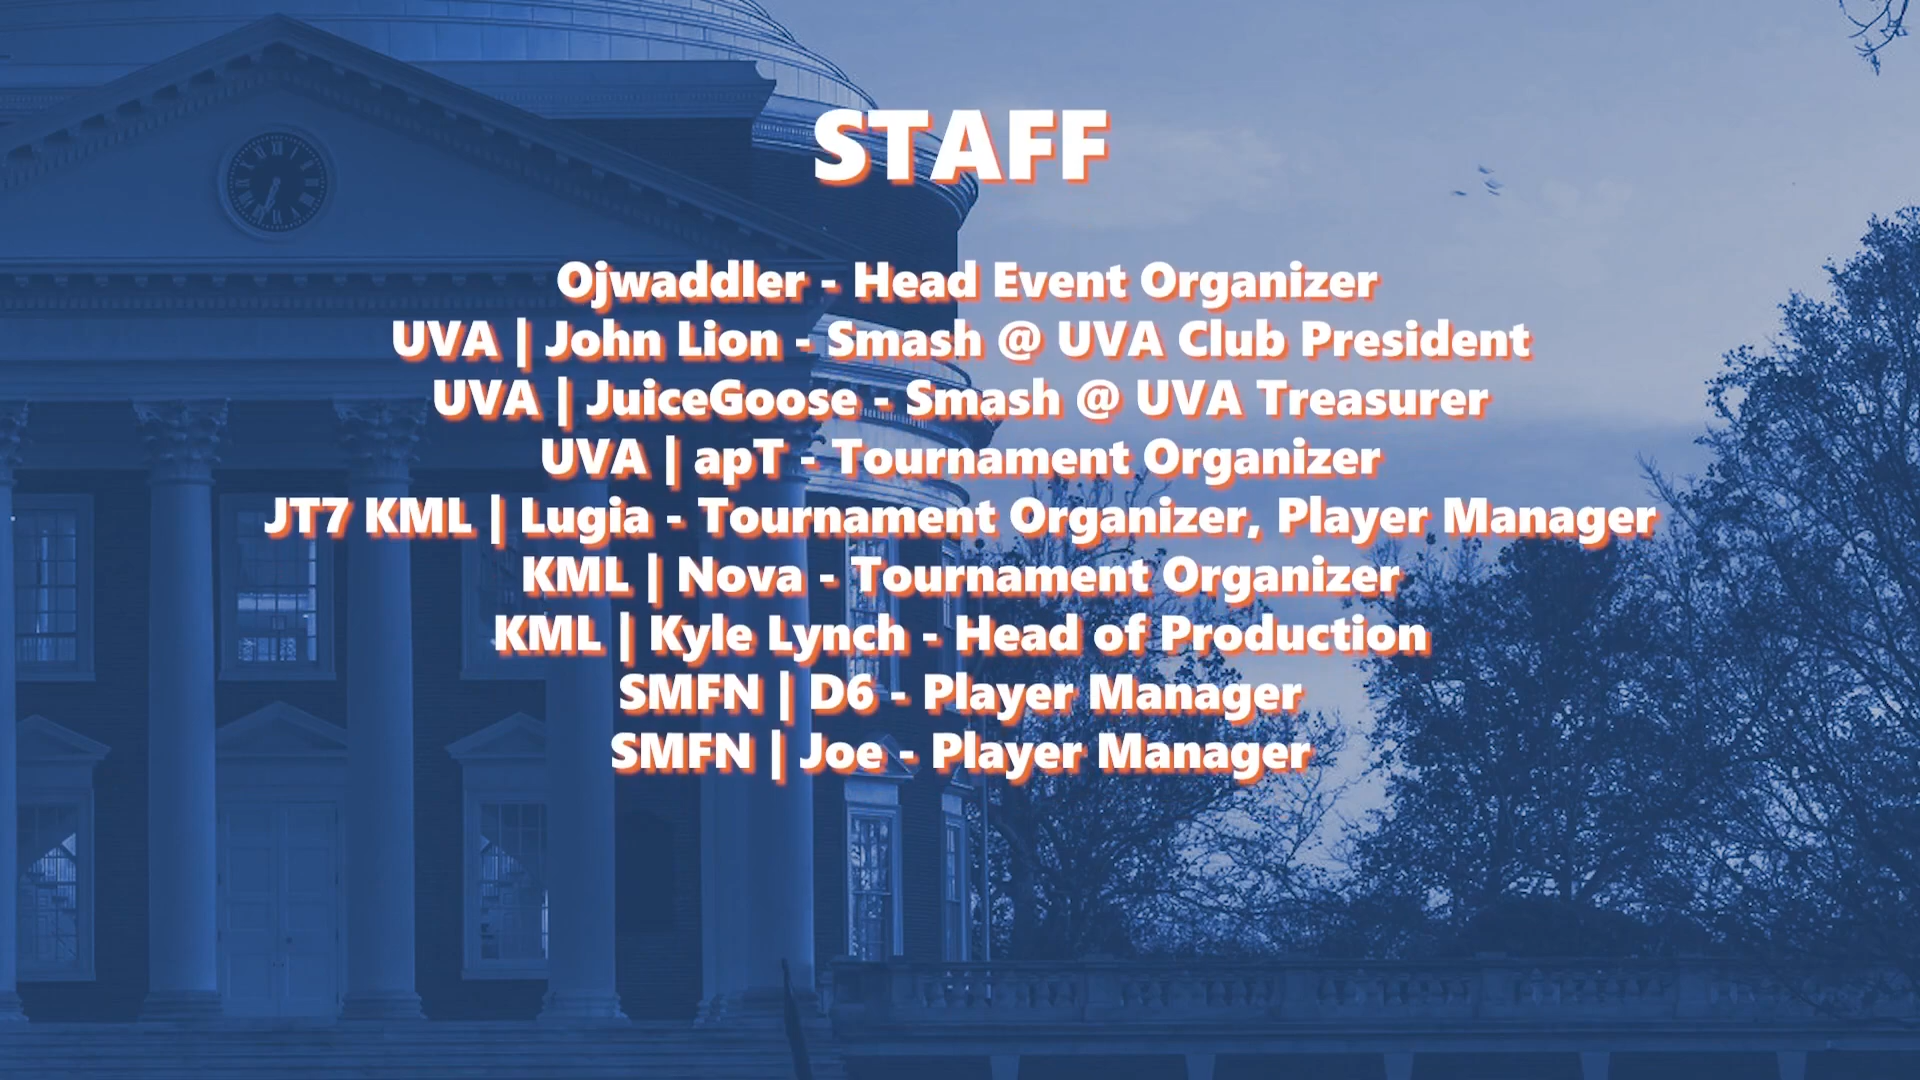 STAFF
Ojwaddler - Head Event Organizer
UVA | John Lion - Smash @ UVA Club President
UVA | JuiceGoose - Smash @ UVA Treasurer
UVA | apT - Tournament Organizer
JT7 KML | Lugia - Tournament Organizer, Player Manager
KML | Nova - Tournament Organizer
KML | Kyle Lynch - Head of Production
SMFN | D6 - Player Manager
SMFN | Joe - Player Manager